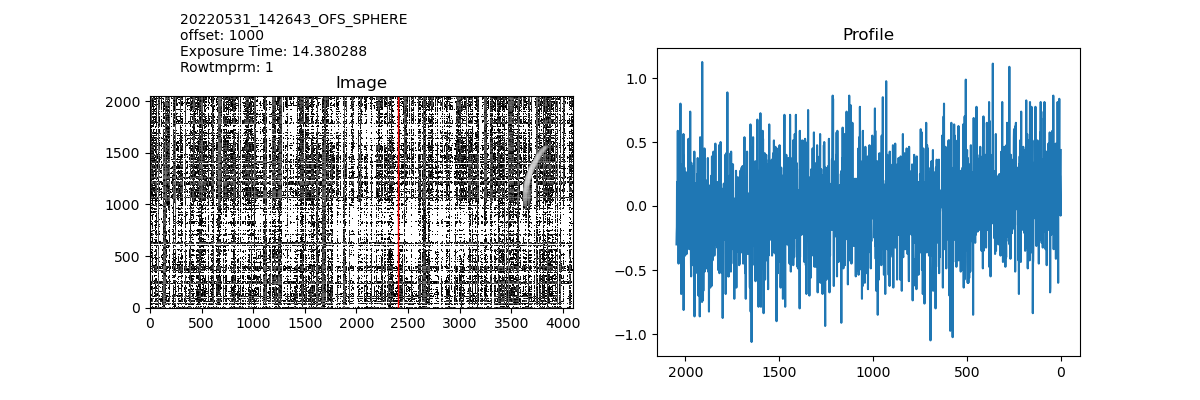 20220531_142643_OFS_SPHERE
offset: 1000
Exposure Time: 14.380288
Rowtmprm: 1
Image
2000
1500
1000
500
0
0 500 1000 1500 2000 2500 3000 3500 4000
Profile
1.0
0.5
0.0
−0.5
−1.0
2000 1500 1000 500 0